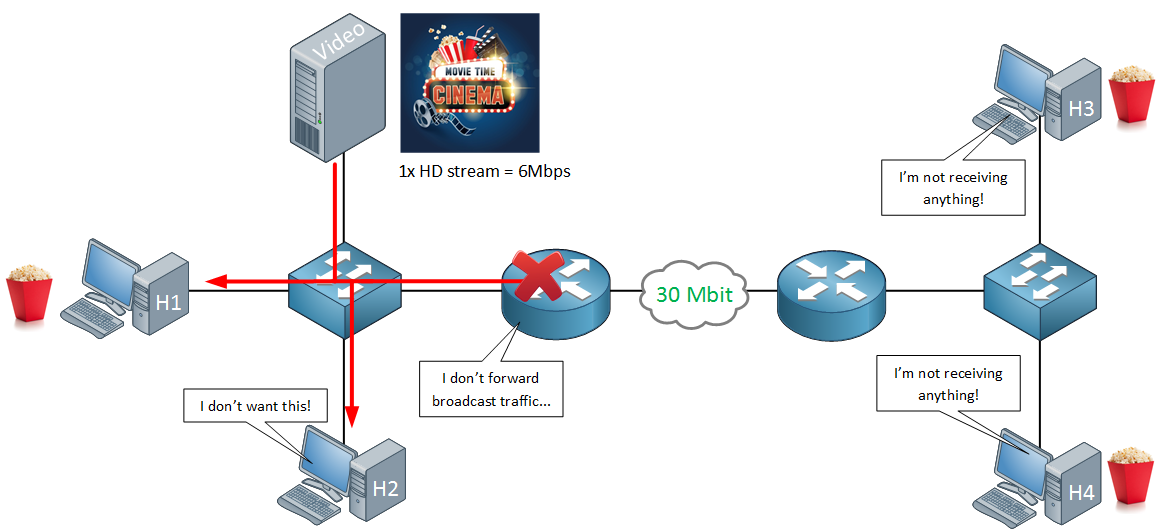 Video
MOVIE TIME
CINEMA
1x HD stream = 6Mbps
H3
I'm not receiving
anything!
H1
30 Mbit
I don't forward
broadcast traffic...
I don't want this!
H2
I'm not receiving
anything!
H4